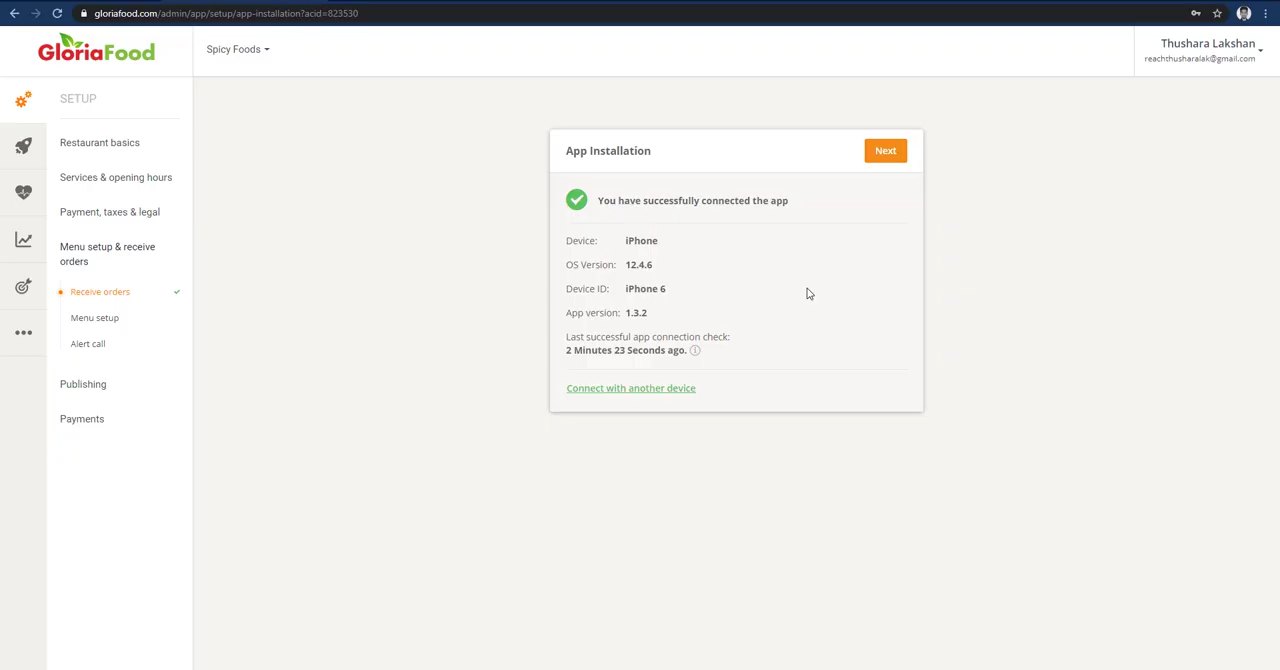 gloriafood.com/admin/app/setup/app-installation?acid=823530
GloriaFood
Spicy Foods
Thushara Lakshan
reachthusharalak@gmail.com
SETUP
Restaurant basics
Services & opening hours
Payment, taxes & legal
Menu setup & receive
orders
Receive orders
Menu setup
Alert call
Publishing
Payments
App Installation
Next
You have successfully connected the app
Device: iPhone
OS Version: 12.4.6
Device ID: iPhone 6
App version: 1.3.2
Last successful app connection check:
2 Minutes 23 Seconds ago.
Connect with another device